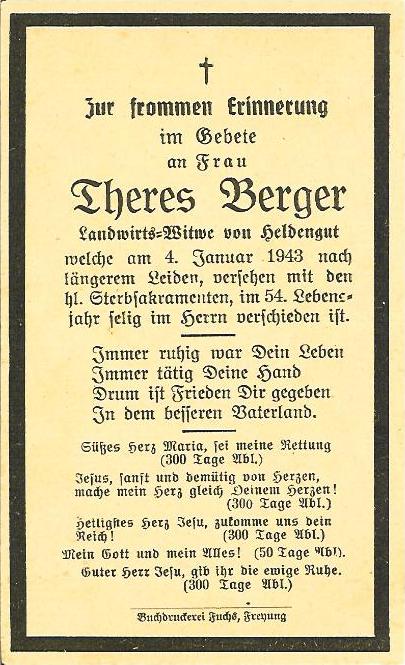 Zur frommen Erinnerung
im Gebete
an Frau
Theres Berger
Landwirts=Witwe von Heldengut
welche am 4. Januar 1943 nach
längerem Leiden, versehen mit den
hl. Sterbsakramenten, im 54. Lebens-
jahr selig im Herrn verschieden ist.
Immer ruhig war Dein Leben
Immer tätig Deine Hand
Drum ist Frieden Dir gegeben
In dem besseren Vaterland.
Süßes Herz Maria, sei meine Rettung
(300 Tage Abl.)
Jesus, sanft und demütig von Herzen,
mache mein Herz gleich Deinem Herzen!
(300 Tage Abl.)
Heiligstes Herz Jesu, zukomme uns dein
Reich! (300 Tage Abl.)
Mein Gott und mein Alles! (50 Tage Abl).
Guter Herr Jesu, gib ihr die ewige Ruhe.
(300 Tage Abl.)
Buchdruckerei Fuchs, Freyung